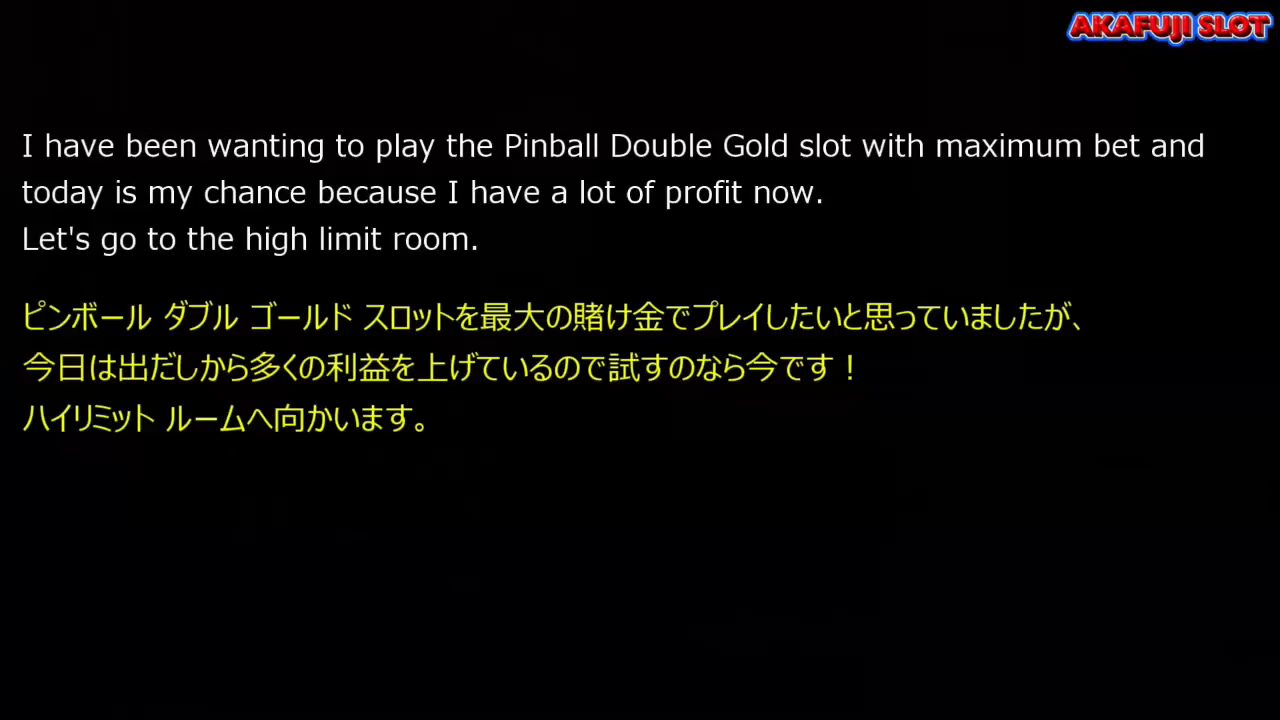 AKAFUJI SLOT
I have been wanting to play the Pinball Double Gold slot with maximum bet and
today is my chance because I have a lot of profit now.
Let's go to the high limit room.
ピンボール ダブル ゴールド スロットを最大の賭け金でプレイしたいと思っていましたが、
今日は出だしから多くの利益を上げているので試すのなら今です！
ハイリミット ルームへ向かいます。